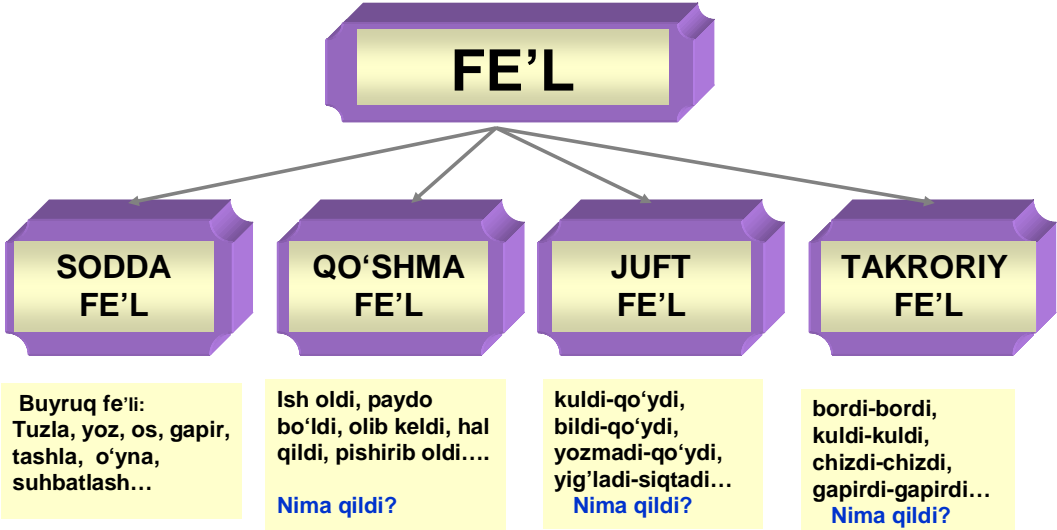 FE’L
SODDA
FE’L
QO‘SHMA
FE’L
JUFT
FE’L
TAKRORIY
FE’L
Buyruq fe’li:
Tuzla, yoz, os, gapir,
tashla, o‘yna,
suhbatlash…
Ish oldi, paydo
bo‘ldi, olib keldi, hal
qildi, pishirib oldi….
Nima qildi?
kuldi-qo‘ydi,
bildi-qo‘ydi,
yozmadi-qo‘ydi,
yig’ladi-siqtadi…
Nima qildi?
bordi-bordi,
kuldi-kuldi,
chizdi-chizdi,
gapirdi-gapirdi…
Nima qildi?